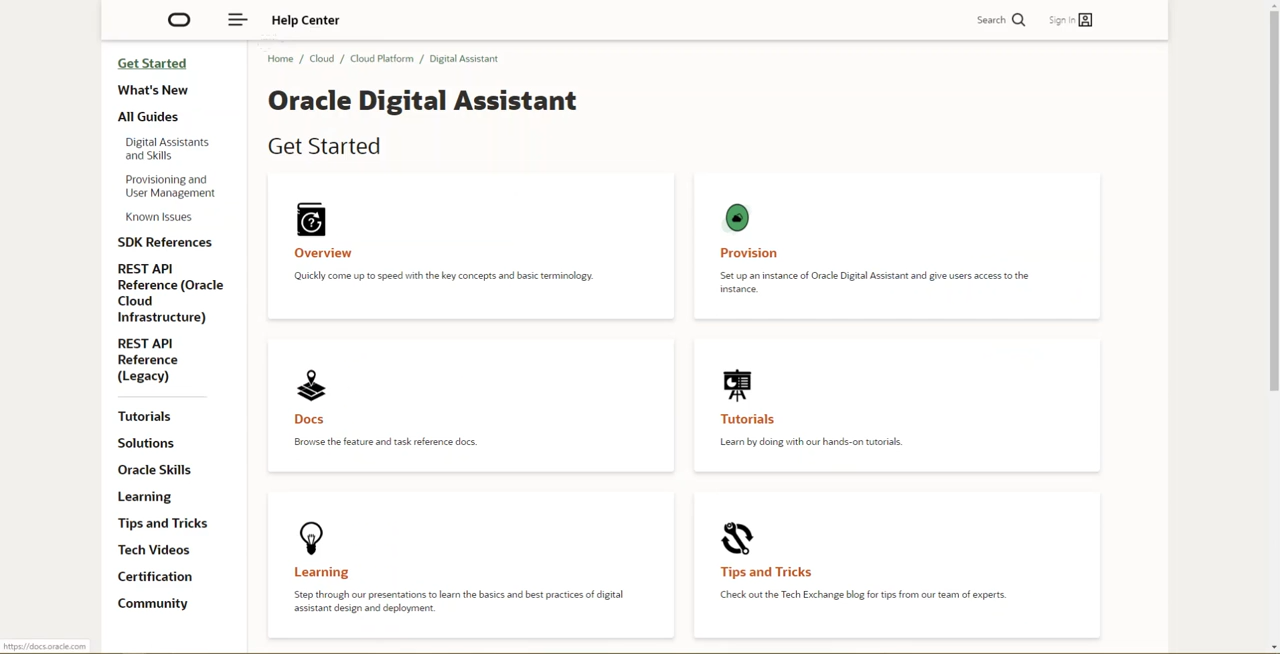 Help Center
Search
Sign In
Get Started
What's New
All Guides
Digital Assistants
and Skills
Provisioning and
User Management
Known Issues
SDK References
REST API
Reference (Oracle
Cloud
Infrastructure)
REST API
Reference
(Legacy)
Tutorials
Solutions
Oracle Skills
Learning
Tips and Tricks
Tech Videos
Certification
Community
Home / Cloud / Cloud Platform / Digital Assistant
Oracle Digital Assistant
Get Started
Overview
Quickly come up to speed with the key concepts and basic terminology.
Provision
Set up an instance of Oracle Digital Assistant and give users access to the
instance.
Docs
Browse the feature and task reference docs.
Tutorials
Learn by doing with our hands-on tutorials.
Learning
Step through our presentations to learn the basics and best practices of digital
assistant design and deployment.
Tips and Tricks
Check out the Tech Exchange blog for tips from our team of experts.
https://docs.oracle.com